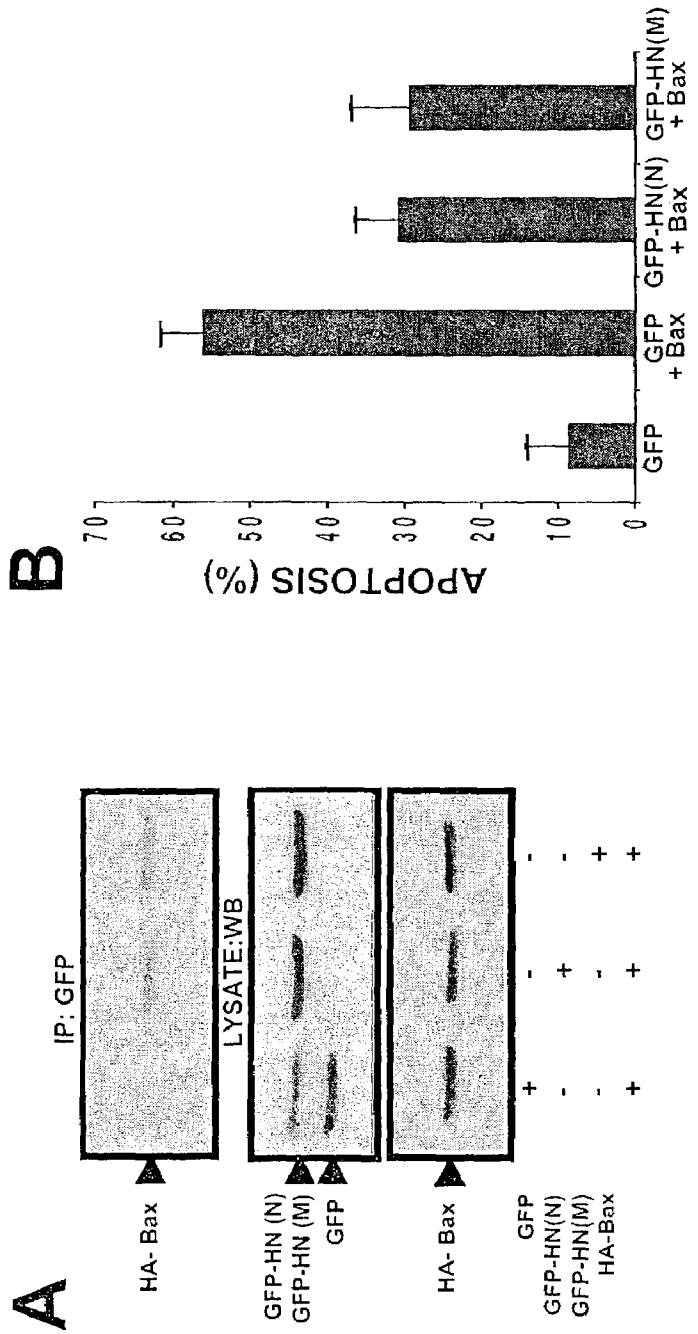 A
IP: GFP
HA- Bax
LYSATE:WB
GFP-HN (N)
GFP-HN (M)
GFP
HA- Bax
GFP + - -
GFP-HN(N) - + -
GFP-HN(M) - - +
HA-Bax + + +
B
APOPTOSIS (%)
70
60
50
40
30
20
10
0
GFP
GFP
+ Bax
GFP-HN(N)
+ Bax
GFP-HN(M)
+ Bax